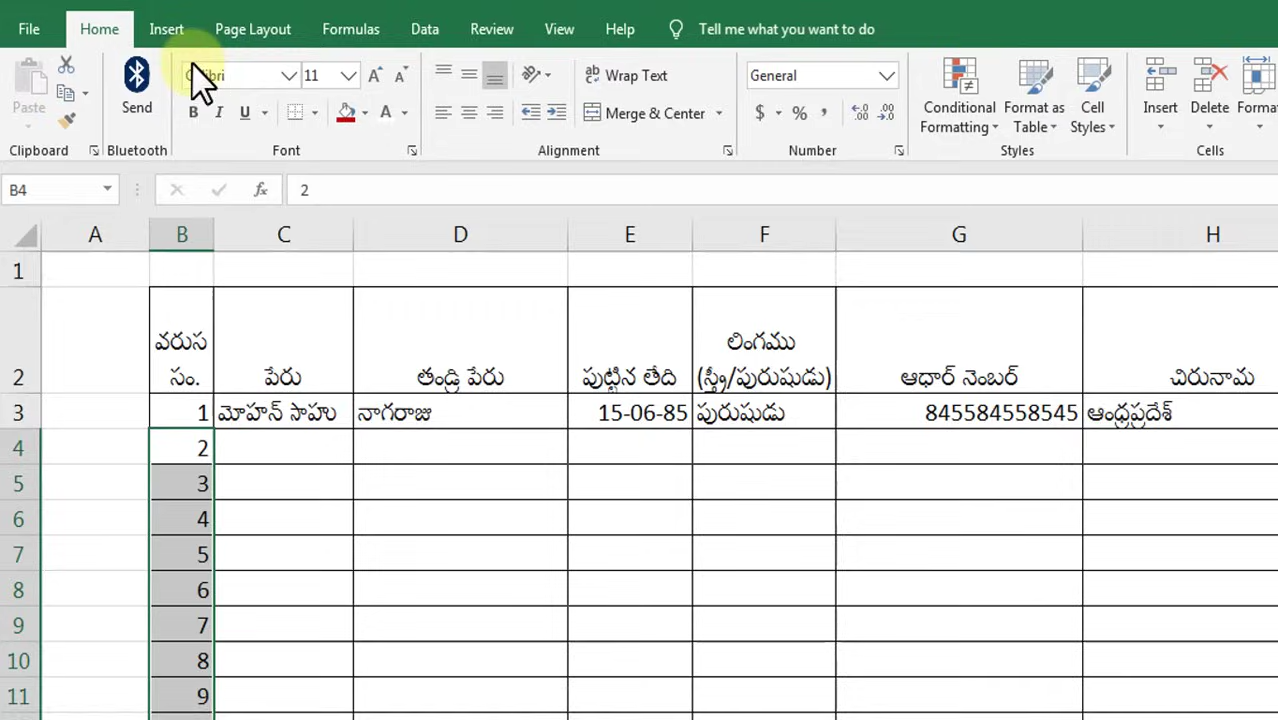 File Home Insert Page Layout Formulas Data Review View Help Tell me what you want to do
11 Wrap Text General
Paste Send B I U Merge & Center $ % , Conditional Formatting Format as Table Cell Styles Insert Delete
Clipboard Bluetooth Font Alignment Number Styles Cells
B4 fx 2
A B C D E F G H
1
2 వరుస సం. పేరు తండ్రి పేరు పుట్టిన తేది లింగము (స్త్రీ/పురుషుడు) ఆధార్ నెంబర్ చిరునామ
3 1 మోహన్ సాహు నాగరాజు 15-06-85 పురుషుడు 845584558545 ఆంధ్రప్రదేశ్
4 2
5 3
6 4
7 5
8 6
9 7
10 8
11 9